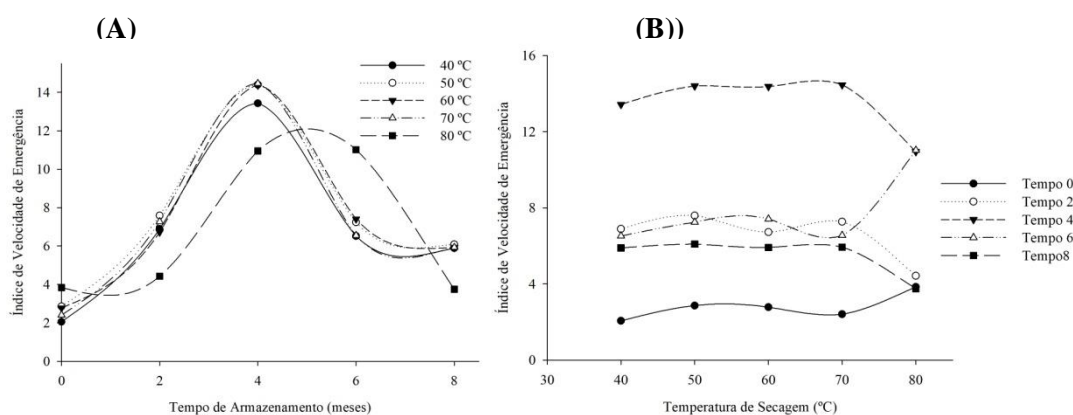 (A)
Índice de Velocidade de Emergência
14
12
10
8
6
4
2
0
0 2 4 6 8
Tempo de Armazenamento (meses)
40 ºC
50 ºC
60 ºC
70 ºC
80 ºC
(B))
Índice de Velocidade de Emergência
16
12
8
4
0
30 40 50 60 70 80
Temperatura de Secagem (ºC)
Tempo 0
Tempo 2
Tempo 4
Tempo 6
Tempo8